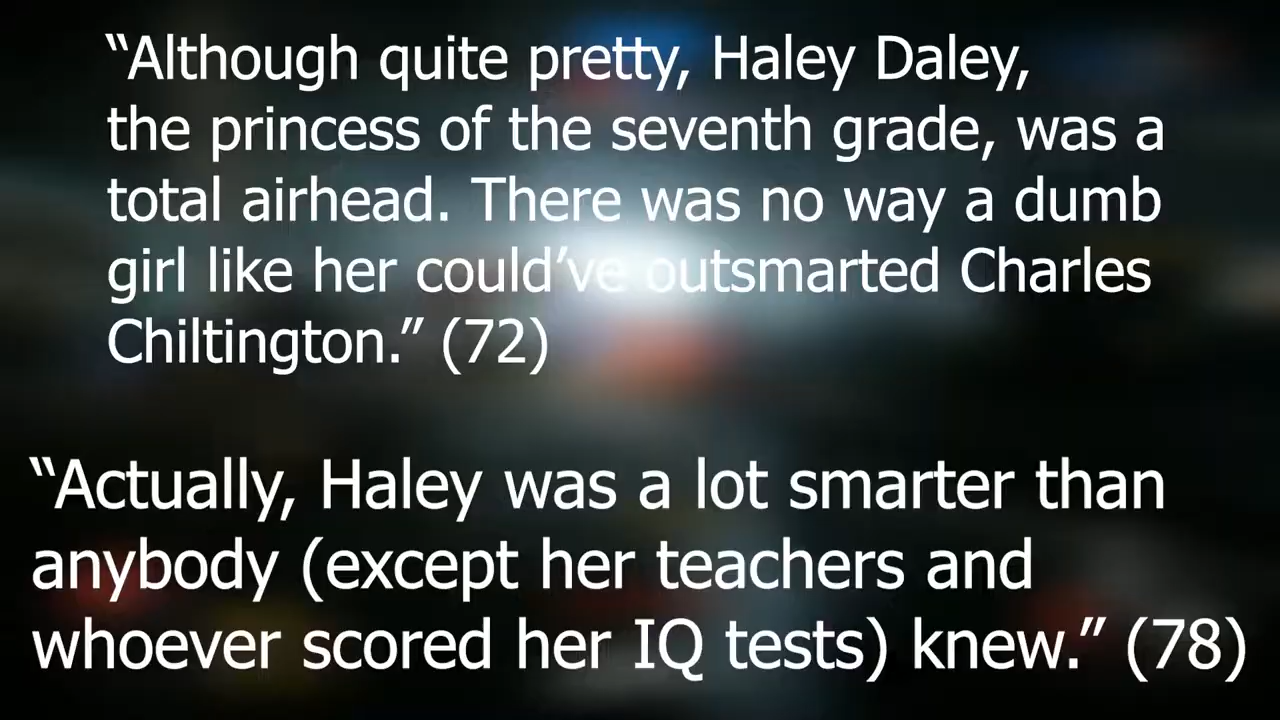 “Although quite pretty, Haley Daley,
the princess of the seventh grade, was a
total airhead. There was no way a dumb
girl like her could’ve outsmarted Charles
Chiltington.” (72)
“Actually, Haley was a lot smarter than
anybody (except her teachers and
whoever scored her IQ tests) knew.” (78)